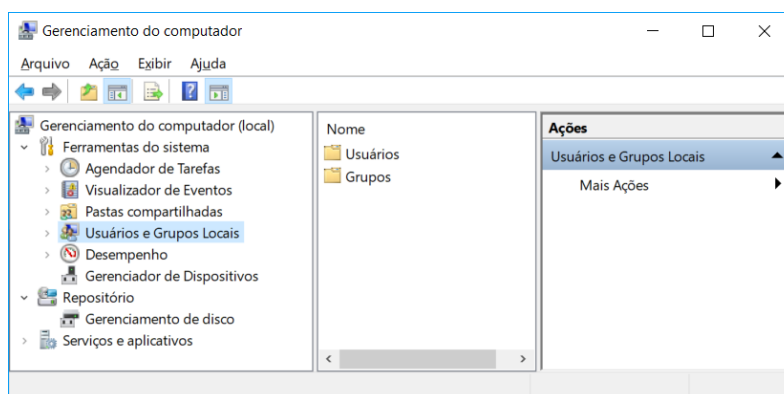 Gerenciamento do computador
Arquivo Ação Exibir Ajuda
Gerenciamento do computador (local)
Ferramentas do sistema
Agendador de Tarefas
Visualizador de Eventos
Pastas compartilhadas
Usuários e Grupos Locais
Desempenho
Gerenciador de Dispositivos
Repositório
Gerenciamento de disco
Serviços e aplicativos
Nome
Usuários
Grupos
Ações
Usuários e Grupos Locais
Mais Ações